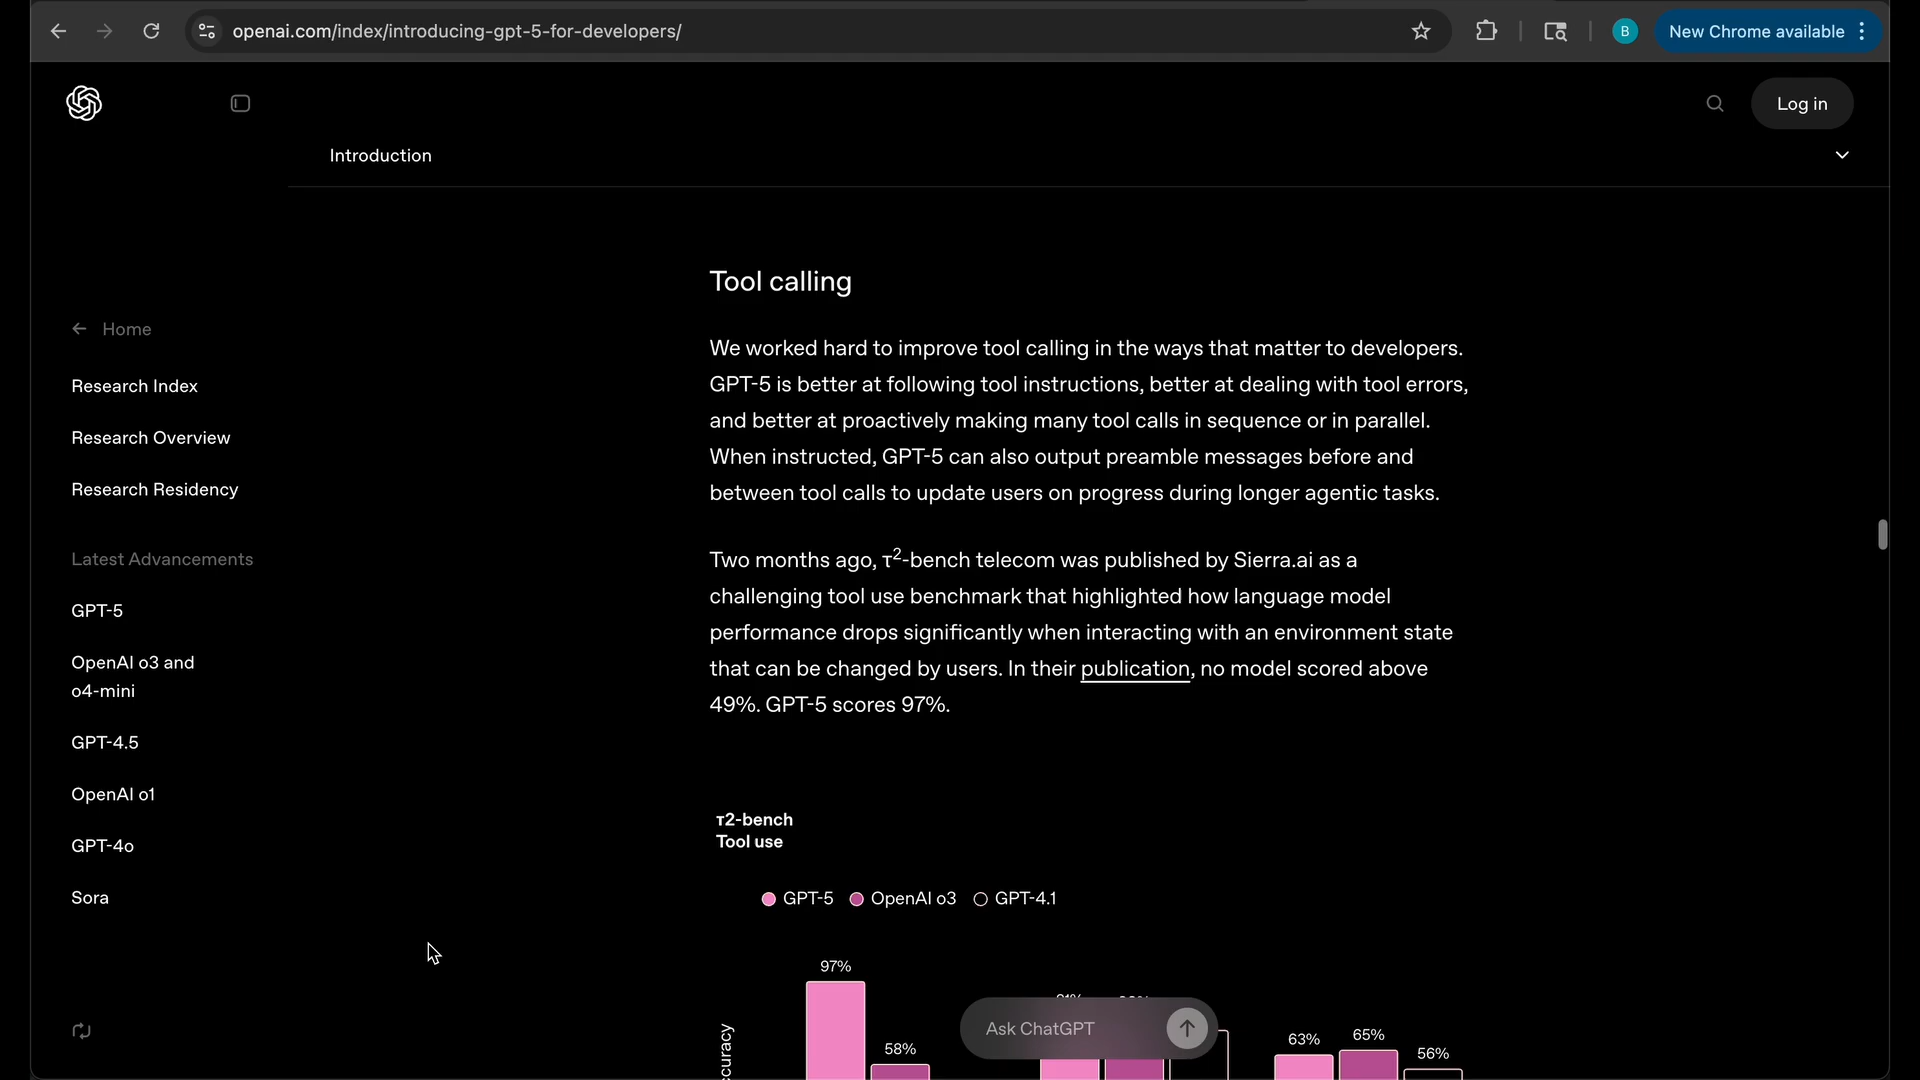 openai.com/index/introducing-gpt-5-for-developers/
B
New Chrome available
Log in
Introduction
Home
Research Index
Research Overview
Research Residency
Latest Advancements
GPT-5
OpenAI o3 and
o4-mini
GPT-4.5
OpenAI o1
GPT-4o
Sora
Tool calling
We worked hard to improve tool calling in the ways that matter to developers.
GPT-5 is better at following tool instructions, better at dealing with tool errors,
and better at proactively making many tool calls in sequence or in parallel.
When instructed, GPT-5 can also output preamble messages before and
between tool calls to update users on progress during longer agentic tasks.
Two months ago, τ²-bench telecom was published by Sierra.ai as a
challenging tool use benchmark that highlighted how language model
performance drops significantly when interacting with an environment state
that can be changed by users. In their publication, no model scored above
49%. GPT-5 scores 97%.
τ2-bench
Tool use
GPT-5 OpenAI o3 GPT-4.1
97%
58%
63%
65%
56%
Ask ChatGPT